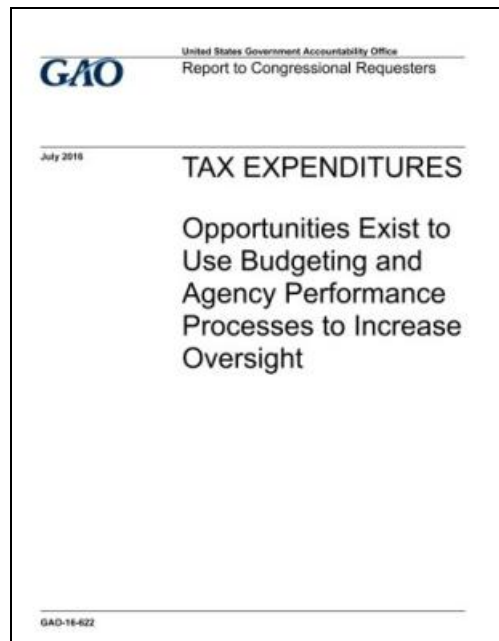 United States Government Accountability Office
GAO
Report to Congressional Requesters
July 2016
TAX EXPENDITURES
Opportunities Exist to
Use Budgeting and
Agency Performance
Processes to Increase
Oversight
GAO-16-622